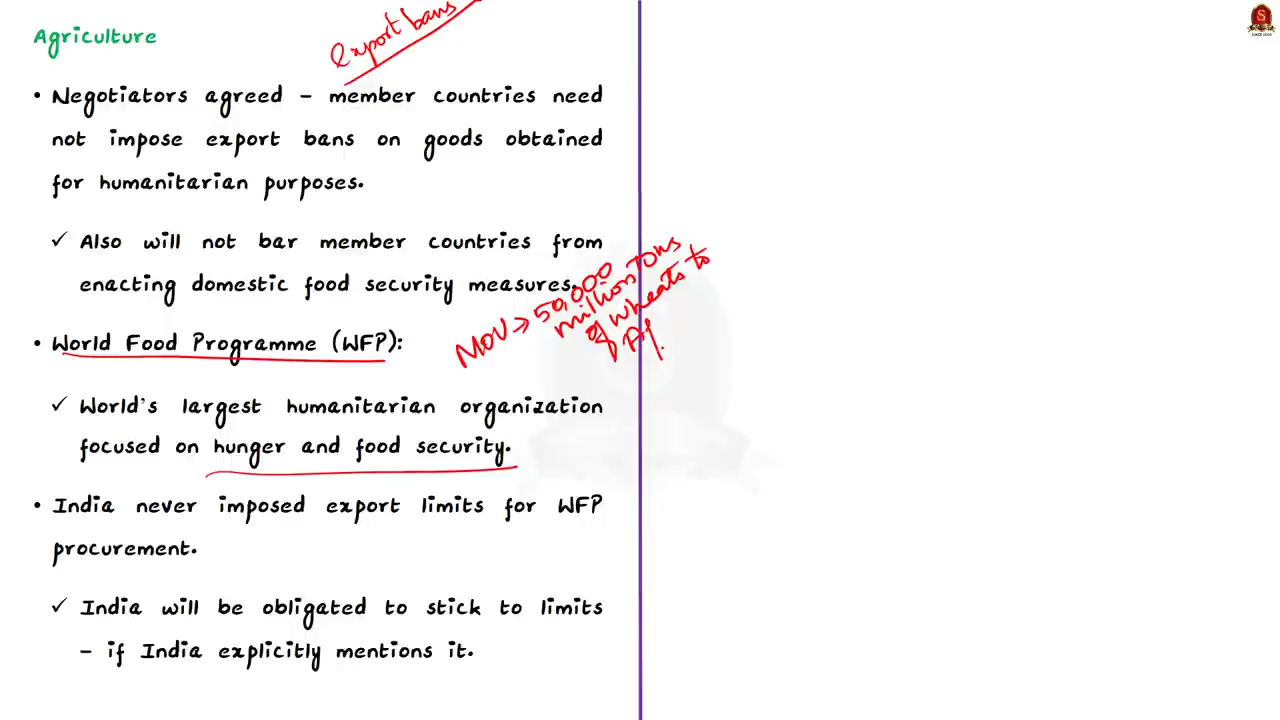 export bans
Agriculture
• Negotiators agreed – member countries need
not impose export bans on goods obtained
for humanitarian purposes.
✓ Also will not bar member countries from
enacting domestic food security measures.
MOU → 50,000
million tons
of wheats to
Af.
• World Food Programme (WFP):
✓ World's largest humanitarian organization
focused on hunger and food security.
• India never imposed export limits for WFP
procurement.
✓ India will be obligated to stick to limits
– if India explicitly mentions it.
S
SINCE 2004